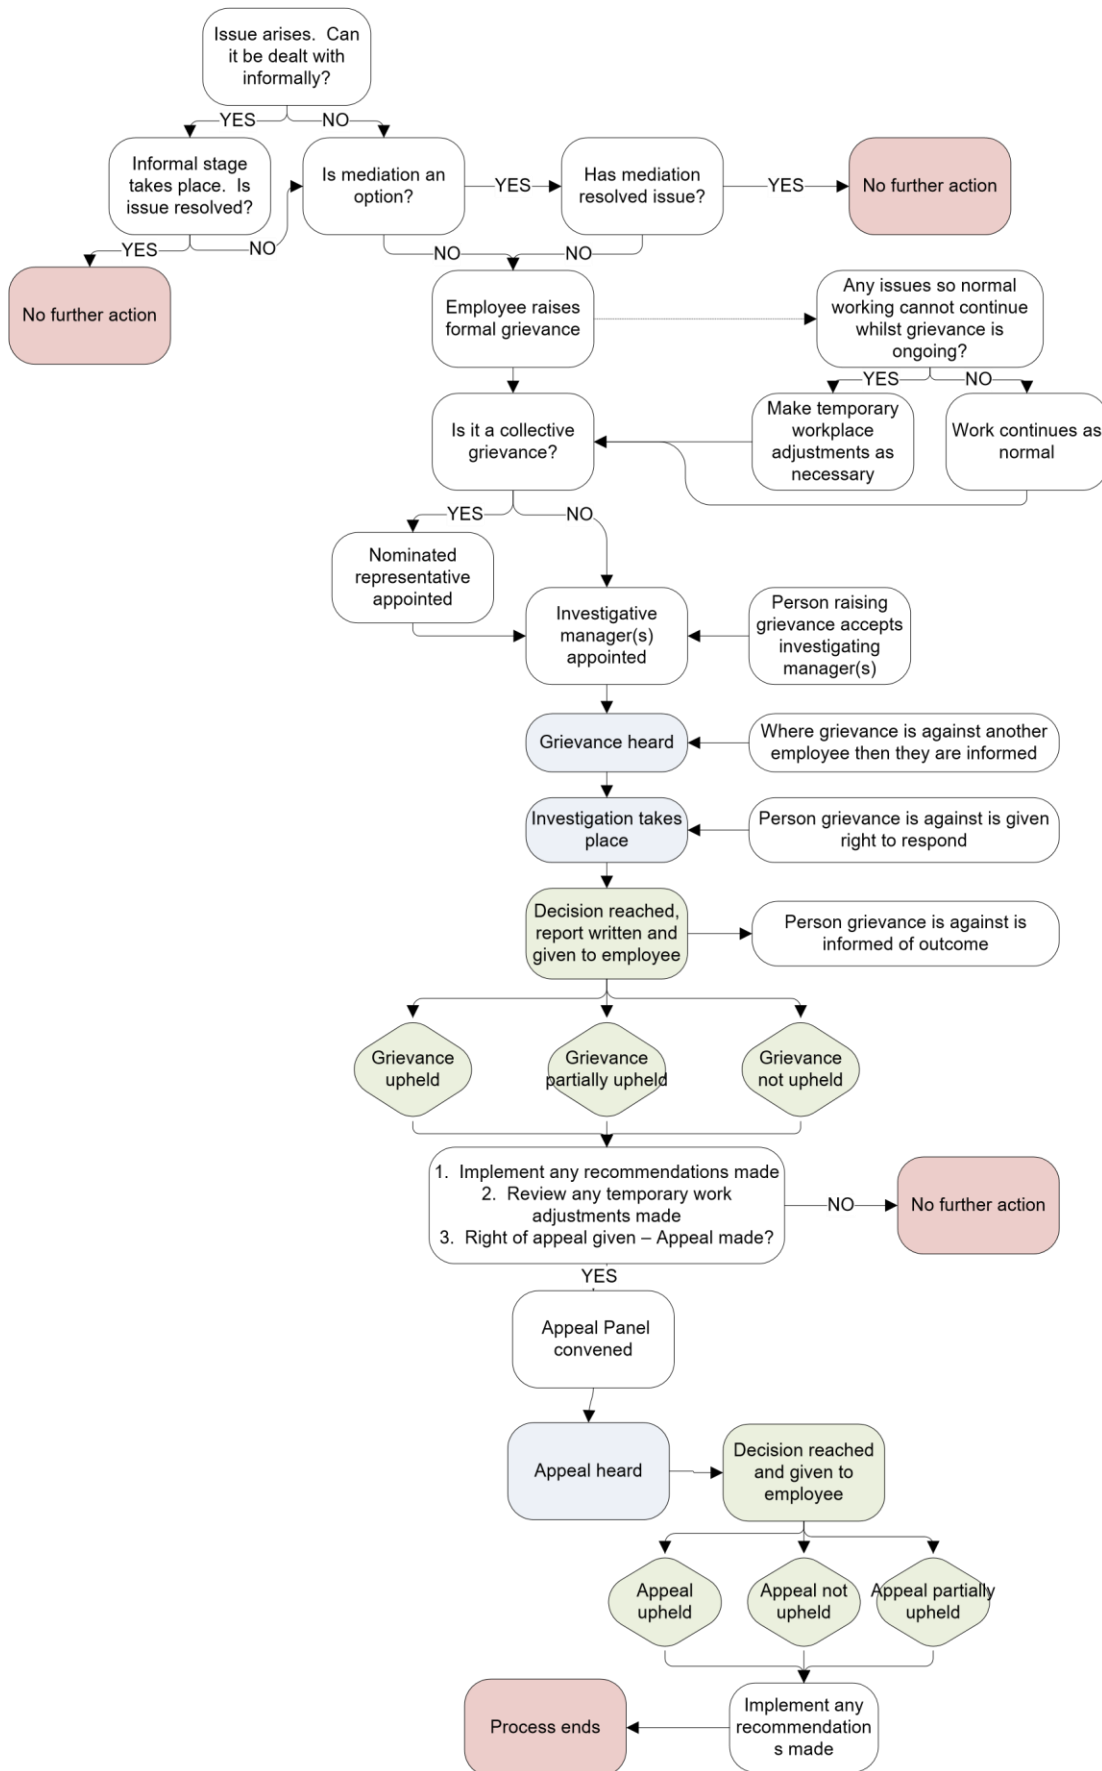 Issue arises.  Can
it be dealt with
informally?
YES
NO
Informal stage
takes place.  Is
issue resolved?
Is mediation an
option?
YES
Has mediation
resolved issue?
YES
No further action
YES
NO
NO
NO
No further action
Employee raises
formal grievance
Any issues so normal
working cannot continue
whilst grievance is
ongoing?
YES
NO
Is it a collective
grievance?
Make temporary
workplace
adjustments as
necessary
Work continues as
normal
YES
NO
Nominated
representative
appointed
Investigative
manager(s)
appointed
Person raising
grievance accepts
investigating
manager(s)
Grievance heard
Where grievance is against another
employee then they are informed
Investigation takes
place
Person grievance is against is given
right to respond
Decision reached,
report written and
given to employee
Person grievance is against is
informed of outcome
Grievance
upheld
Grievance
partially upheld
Grievance
not upheld
1.  Implement any recommendations made
2.  Review any temporary work
adjustments made
3.  Right of appeal given – Appeal made?
NO
No further action
YES
Appeal Panel
convened
Appeal heard
Decision reached
and given to
employee
Appeal
upheld
Appeal not
upheld
Appeal partially
upheld
Process ends
Implement any
recommendation
s made